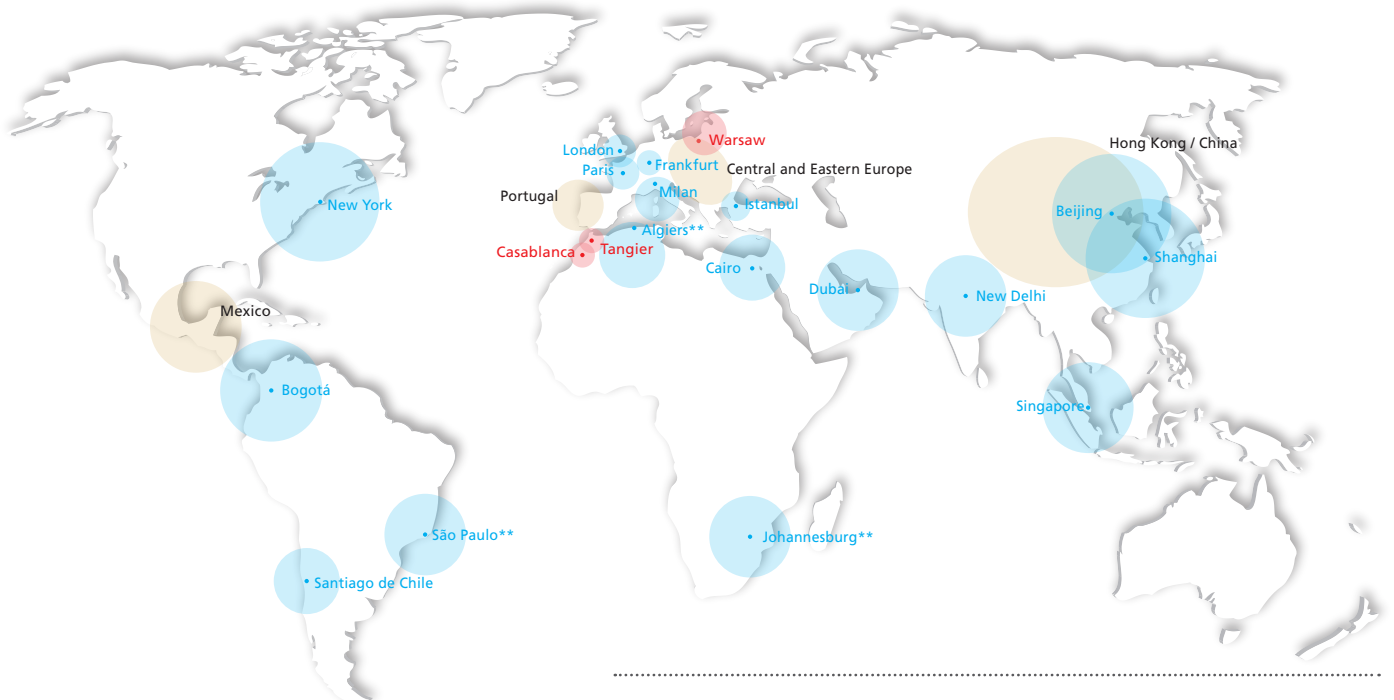 Hong Kong / China
Warsaw
London
Frankfurt
Paris
Central and Eastern Europe
Milan
Portugal
Istanbul
New York
Beijing
Algiers**
Tangier
Casablanca
Shanghai
Cairo
Dubai
New Delhi
Mexico
Bogotá
Singapore
São Paulo**
Johannesburg**
Santiago de Chile